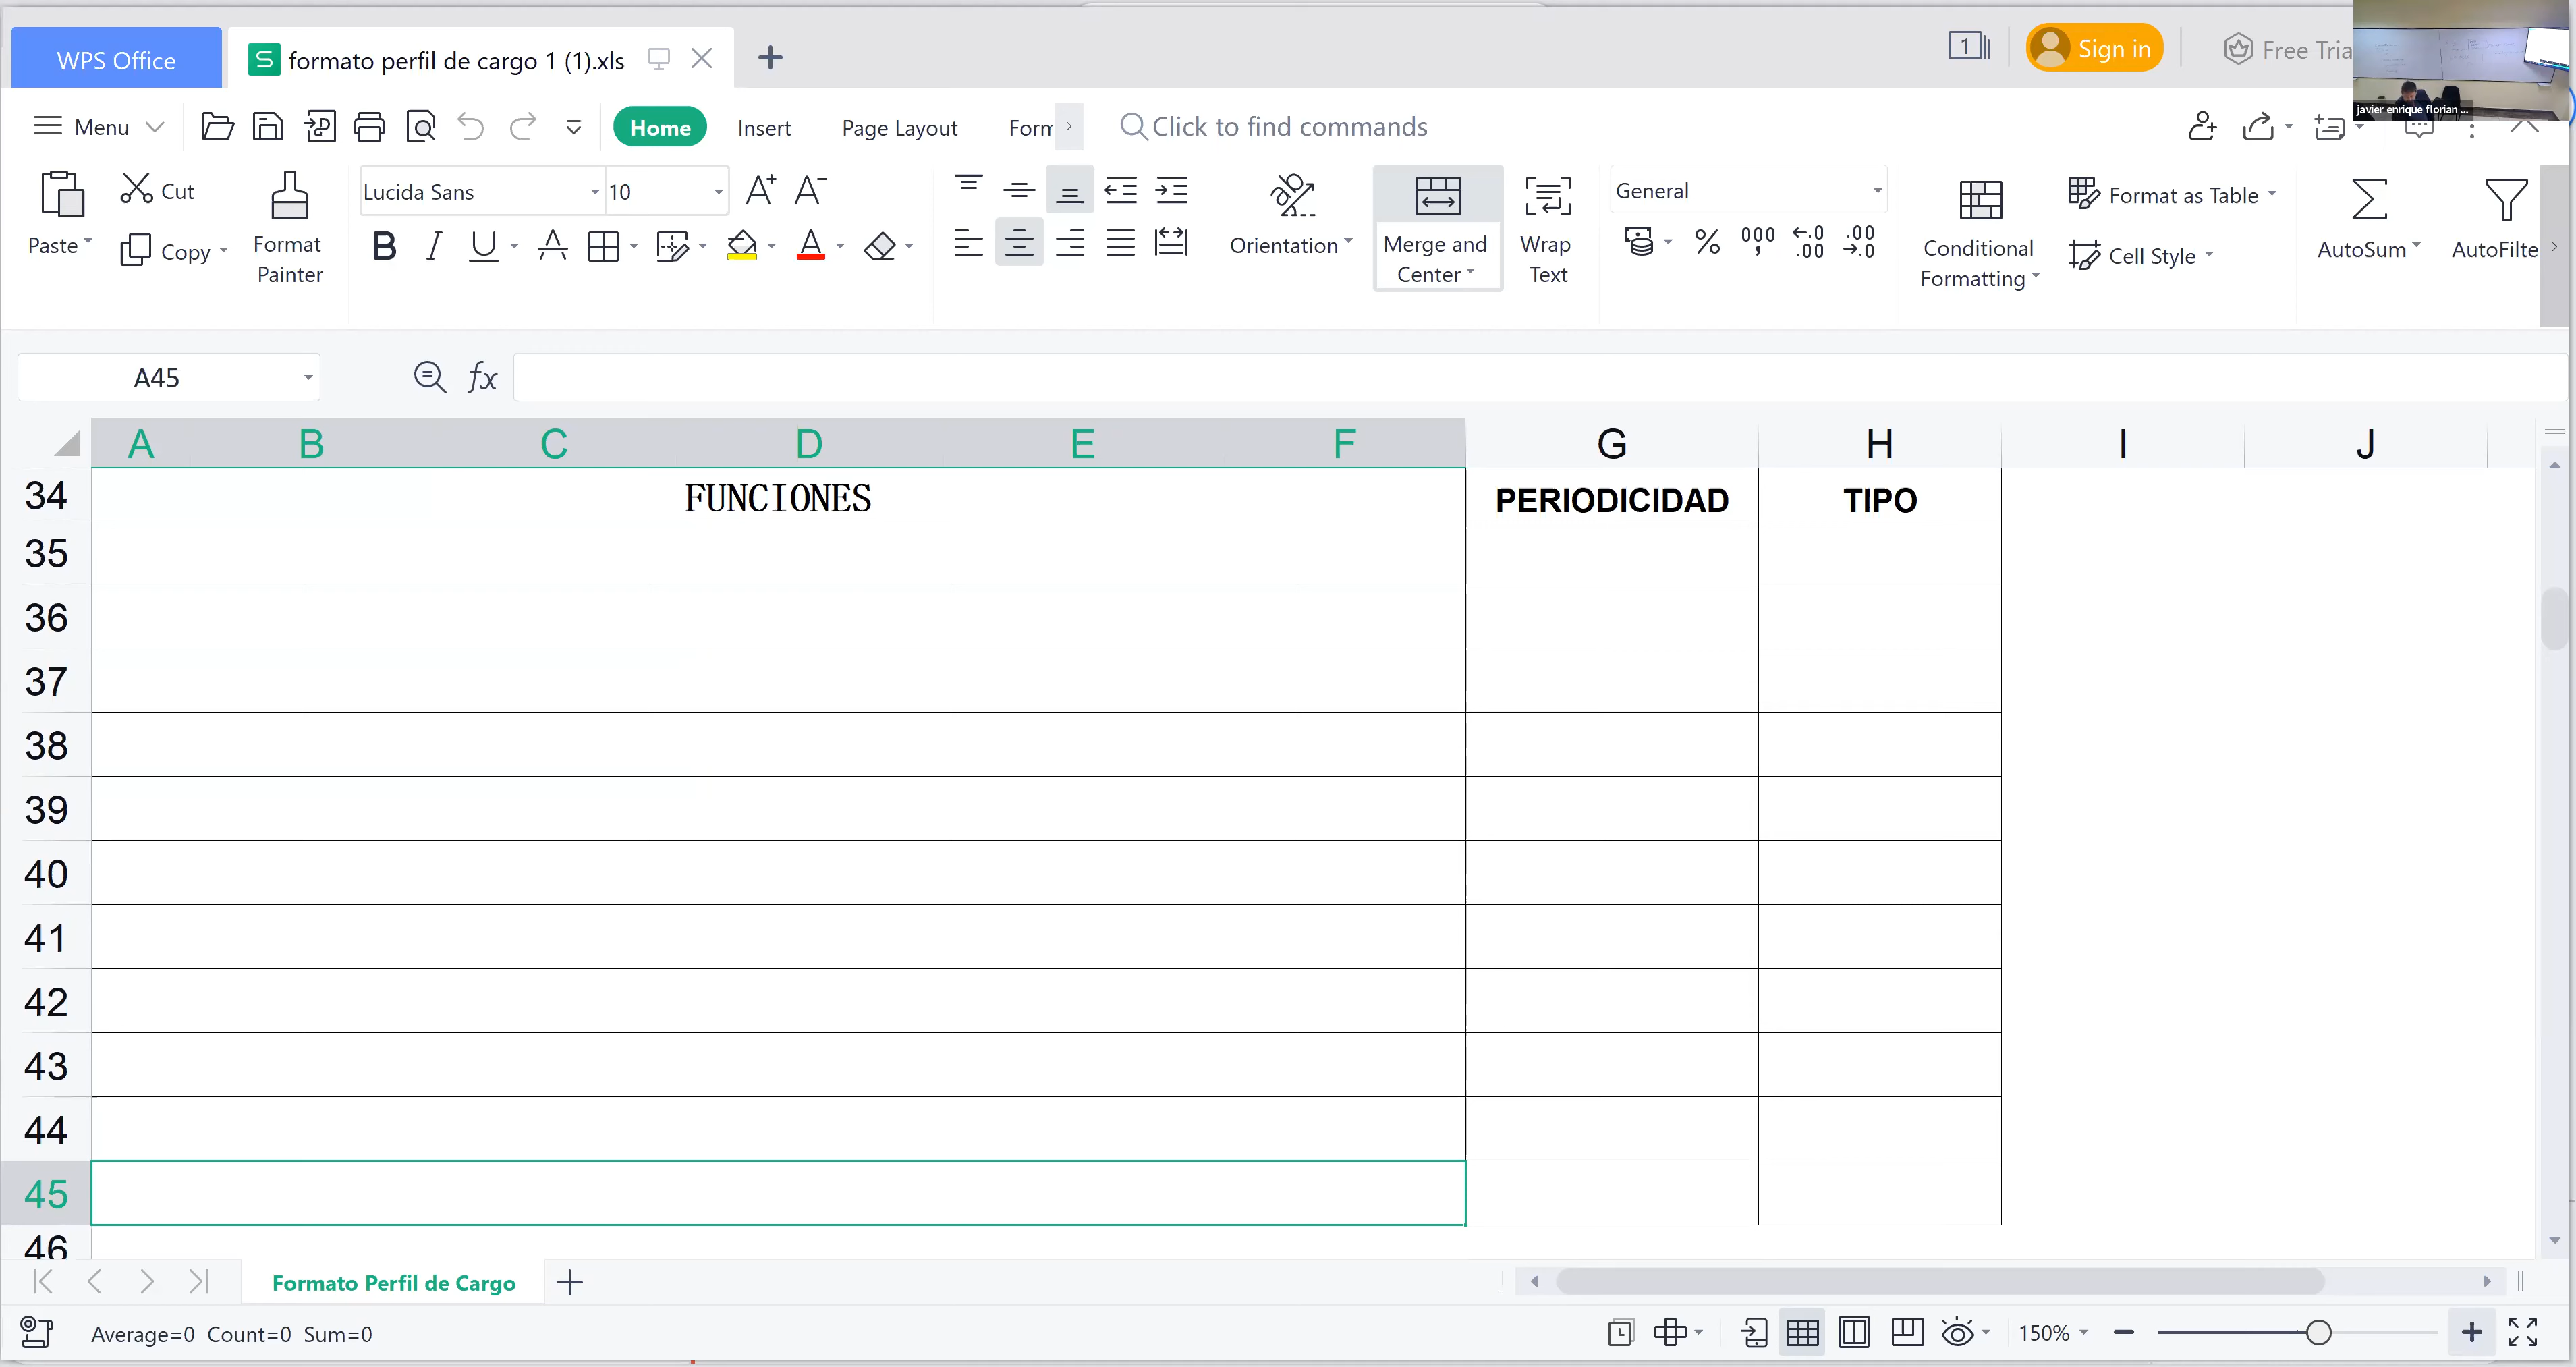 WPS Office
formato perfil de cargo 1 (1).xls
1
Sign in
Free Tria
javier enrique florian ...
Menu
Home
Insert
Page Layout
Form
Click to find commands
Paste
Cut
Copy
Format Painter
Lucida Sans
10
Orientation
Merge and Center
Wrap Text
General
Conditional Formatting
Format as Table
Cell Style
AutoSum
AutoFilte
A45
fx
A B C D E F G H I J
34 FUNCIONES PERIODICIDAD TIPO
35
36
37
38
39
40
41
42
43
44
45
46
Formato Perfil de Cargo
Average=0 Count=0 Sum=0
150%